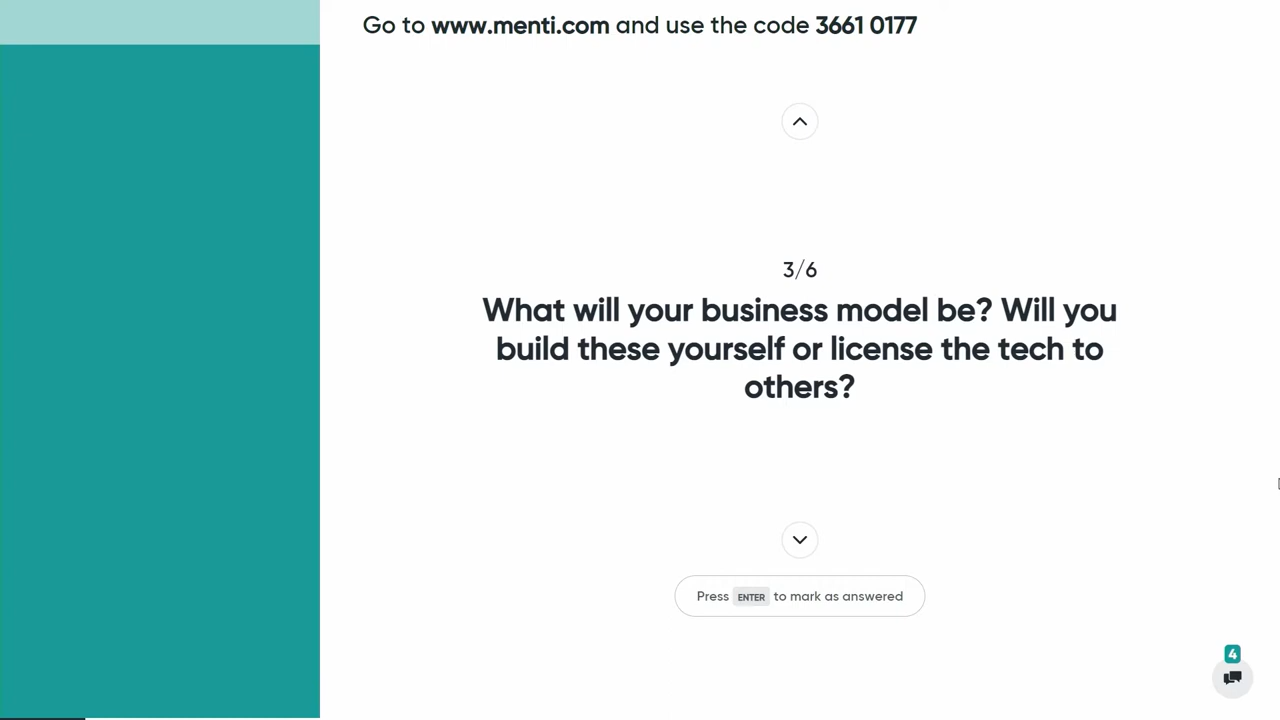 Go to www.menti.com and use the code 3661 0177
3/6
What will your business model be? Will you
build these yourself or license the tech to
others?
Press ENTER to mark as answered
4